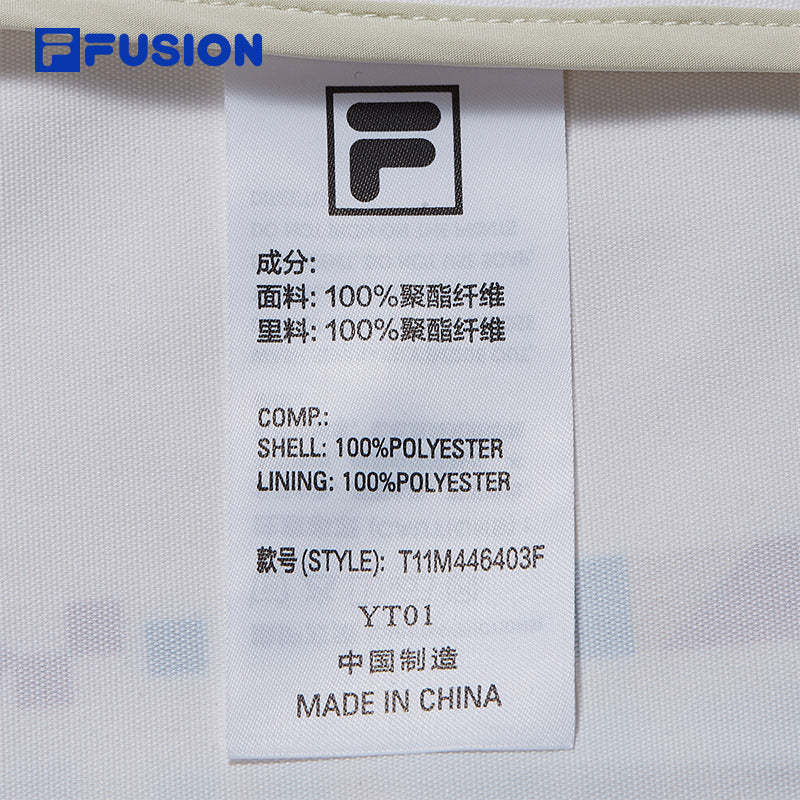 FUSION
成分:
面料: 100%聚酯纤维
里料: 100%聚酯纤维
COMP.:
SHELL: 100%POLYESTER
LINING: 100%POLYESTER
款号(STYLE): T11M446403F
YT01
中国制造
MADE IN CHINA